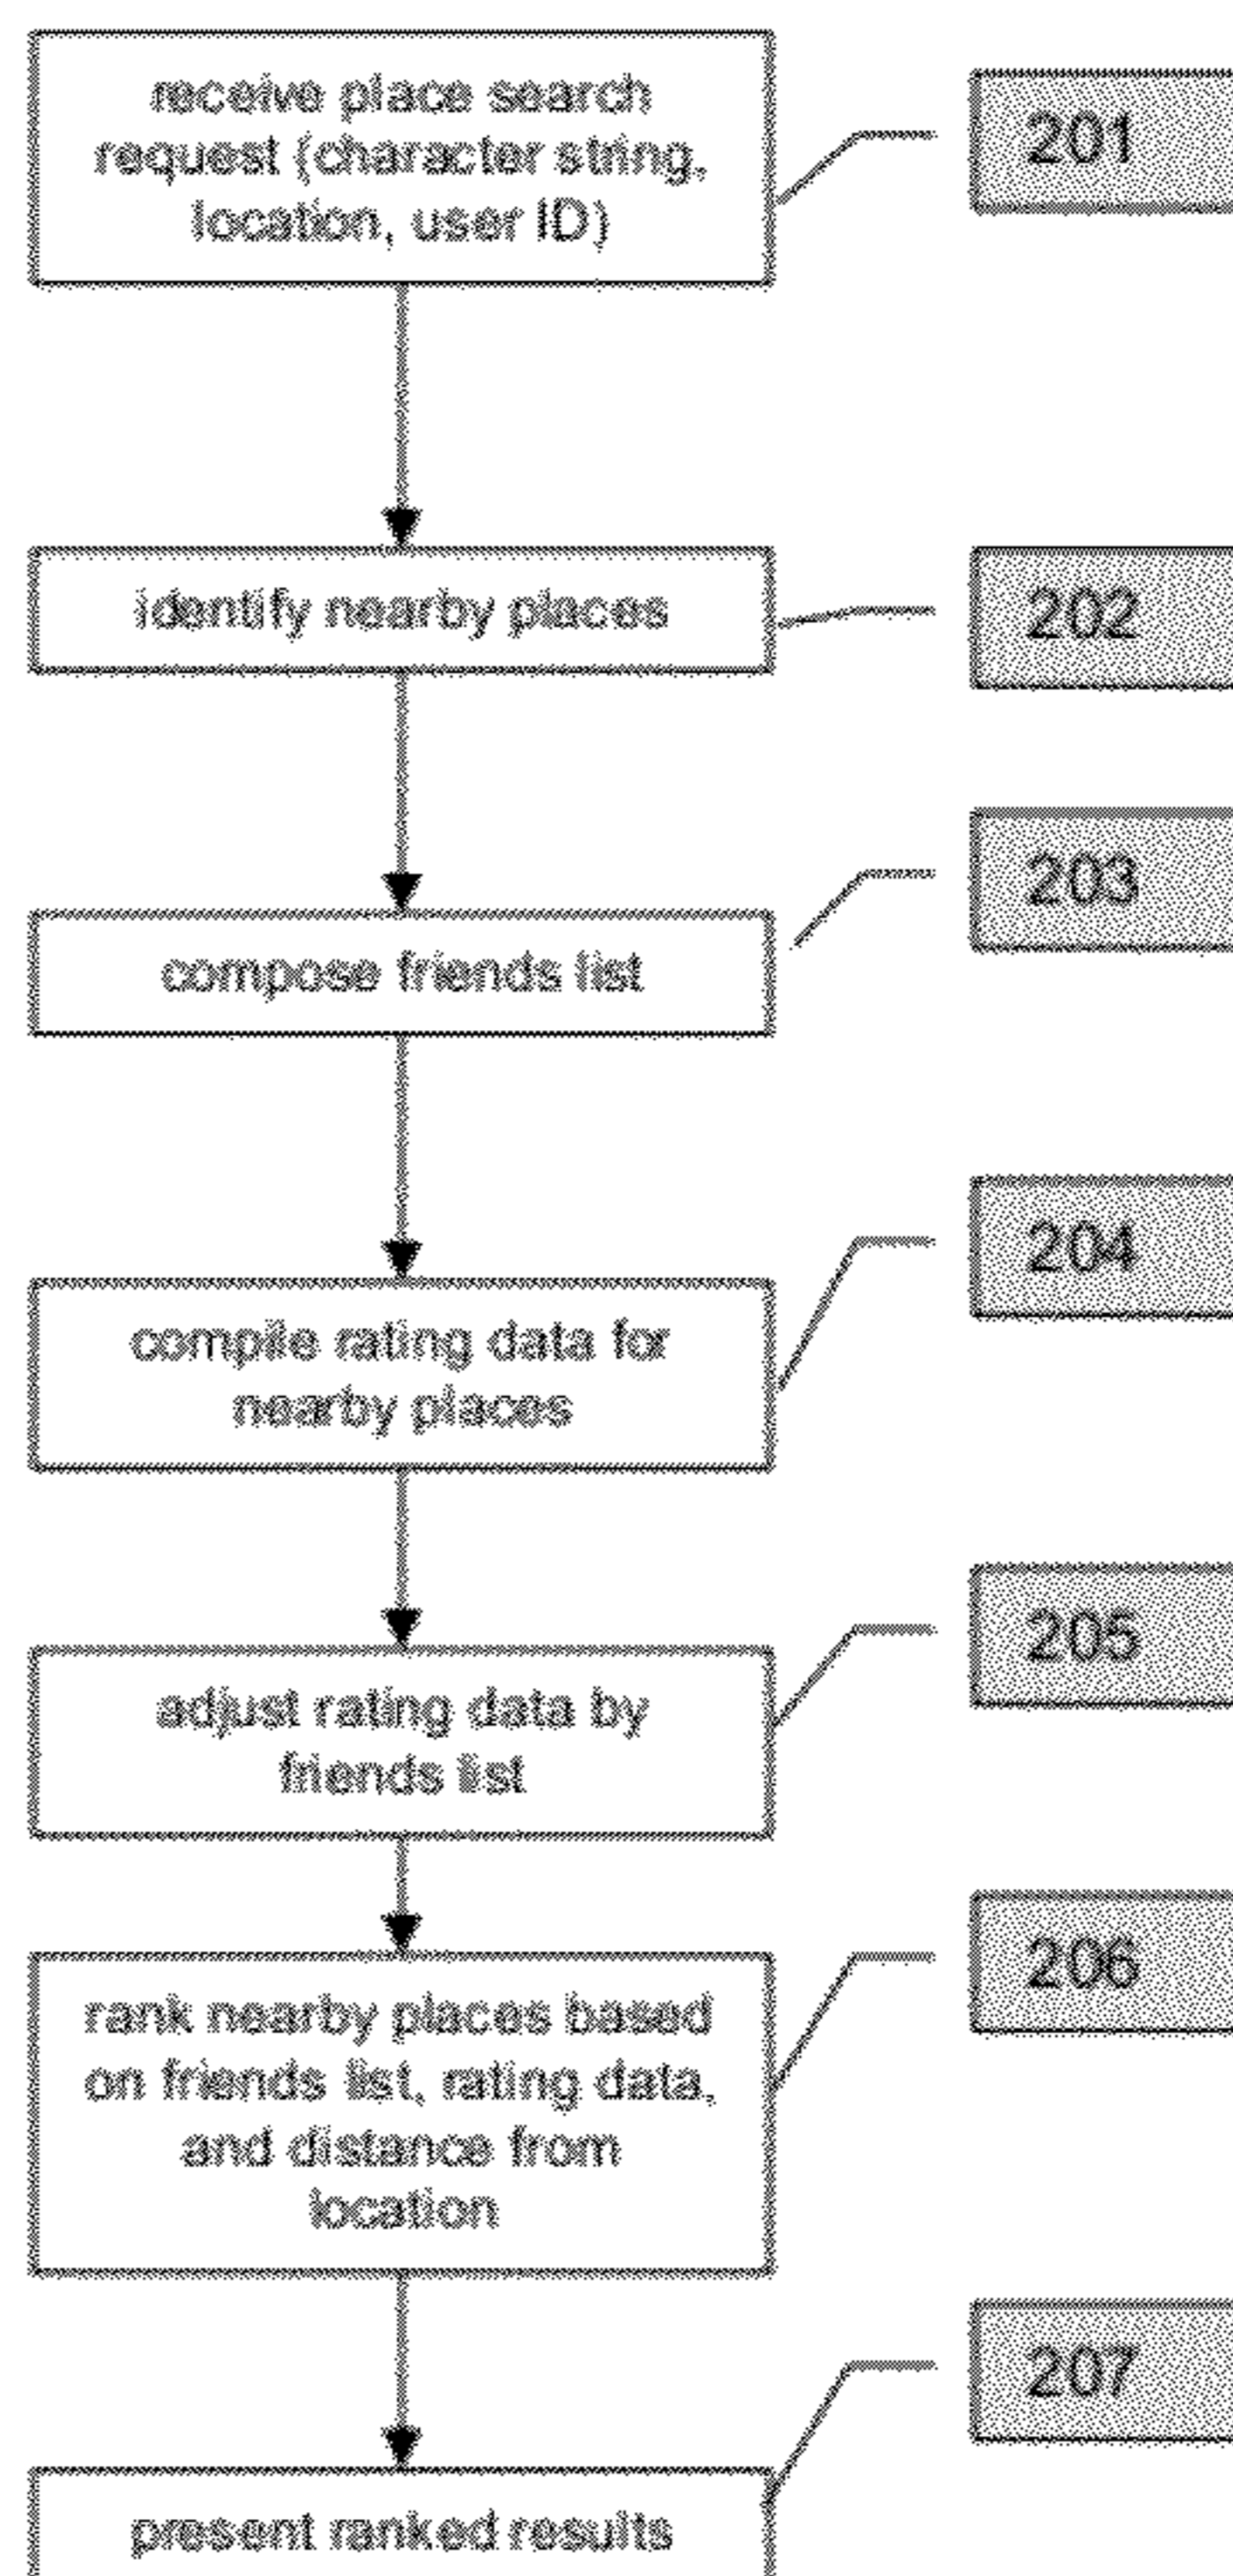 receive place search
request (character string,
location, user ID)
201
identify nearby places
202
203
compose friends list
204
compile rating data for
nearby places
205
adjust rating data by
friends list
206
rank nearby places based
on friends list, rating data,
and distance from
location
207
present ranked results